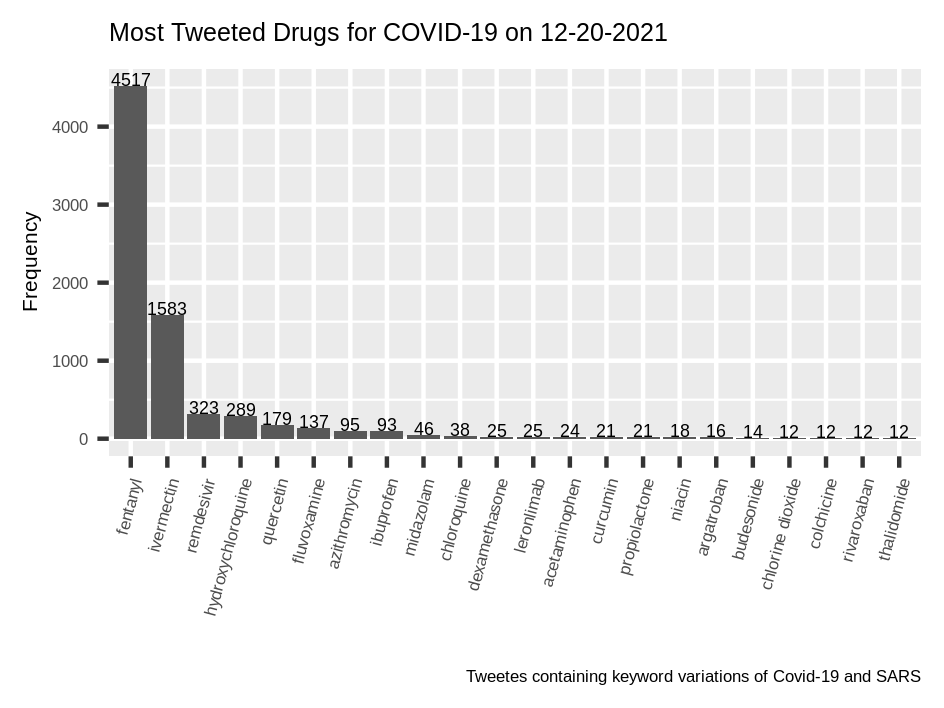 Most Tweeted Drugs for COVID-19 on 12-20-2021
Frequency
4000
3000
2000
1000
0
4517
1583
323
289
179
137
95
93
46
38
25
25
24
21
21
18
16
14
12
12
12
12
fentanyl
ivermectin
remdesivir
hydroxychloroquine
quercetin
fluvoxamine
azithromycin
ibuprofen
midazolam
chloroquine
dexamethasone
leronlimab
acetaminophen
curcumin
propiolactone
niacin
argatroban
budesonide
chlorine dioxide
colchicine
rivaroxaban
thalidomide
Tweetes containing keyword variations of Covid-19 and SARS